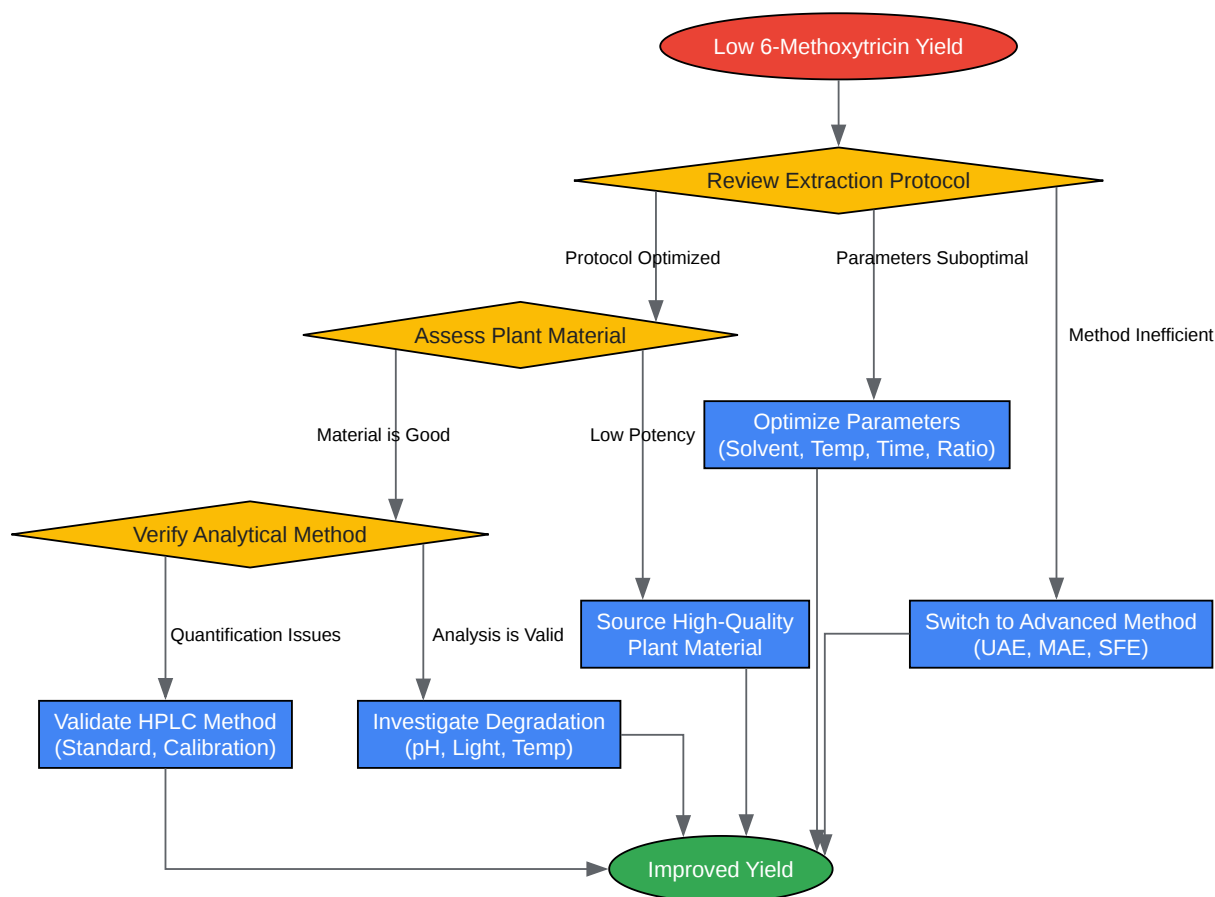 Low 6-Methoxytricin Yield
Review Extraction Protocol
Protocol Optimized
Parameters Suboptimal
Method Inefficient
Assess Plant Material
Optimize Parameters
(Solvent, Temp, Time, Ratio)
Material is Good
Low Potency
Verify Analytical Method
Source High-Quality
Plant Material
Switch to Advanced Method
(UAE, MAE, SFE)
Quantification Issues
Analysis is Valid
Validate HPLC Method
(Standard, Calibration)
Investigate Degradation
(pH, Light, Temp)
Improved Yield